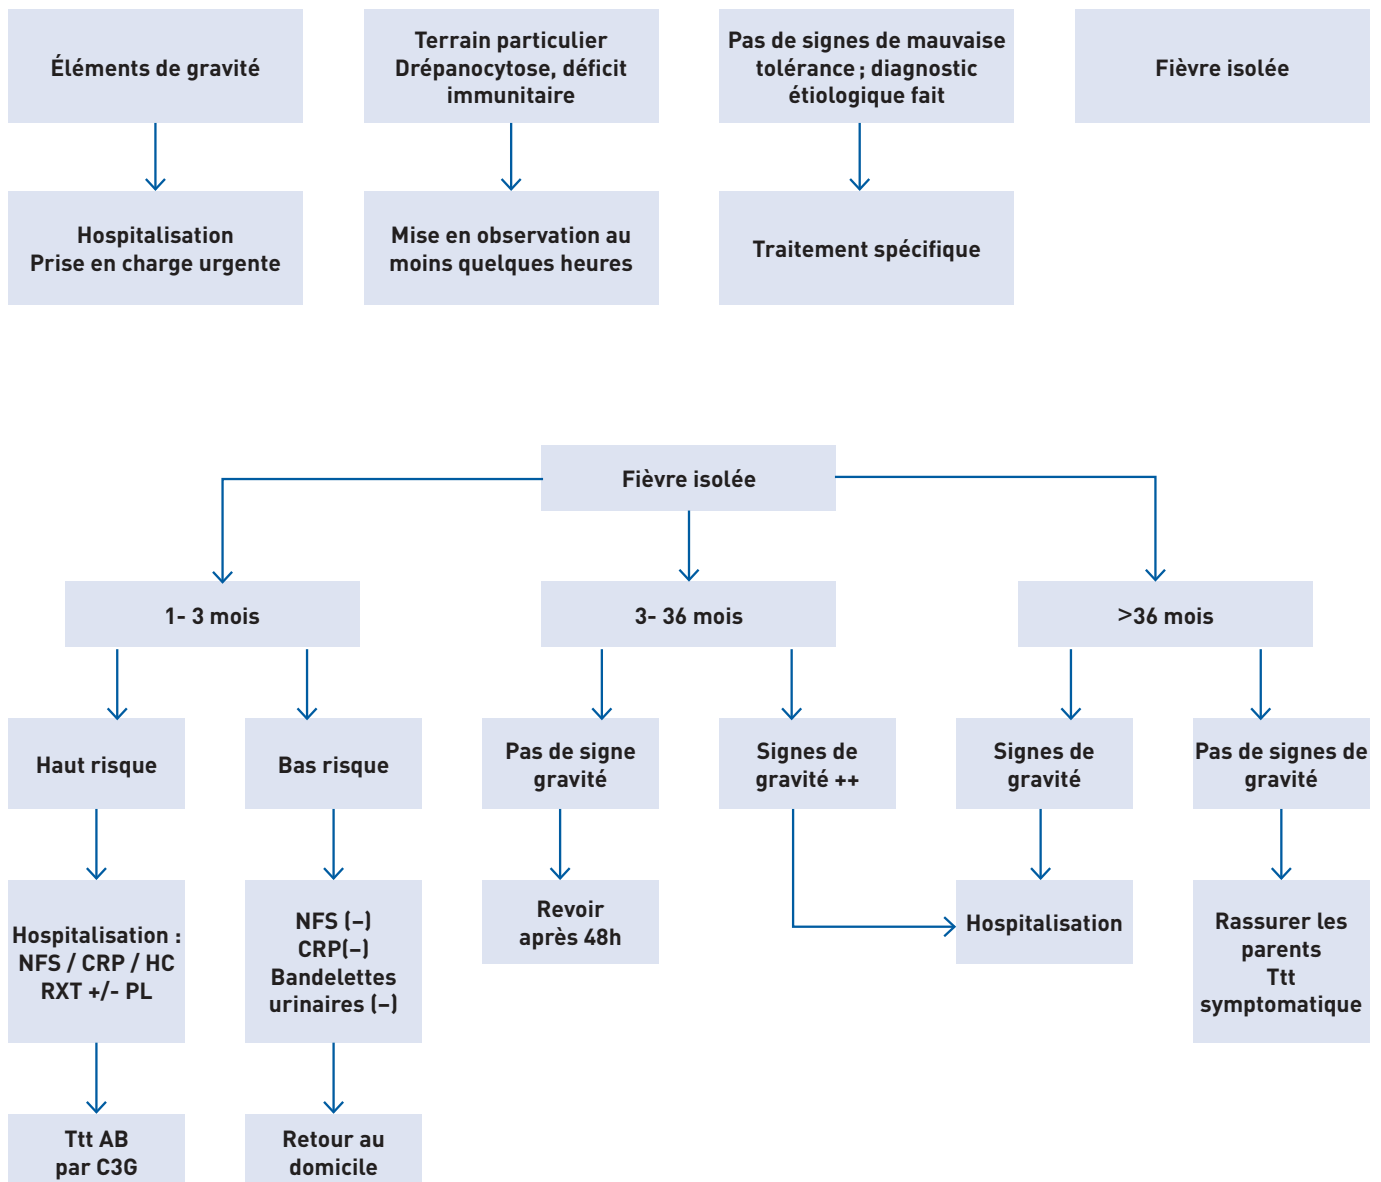 Éléments de gravité
Terrain particulier
Drépanocytose, déficit
immunitaire
Pas de signes de mauvaise
tolérance ; diagnostic
étiologique fait
Fièvre isolée
Hospitalisation
Prise en charge urgente
Mise en observation au
moins quelques heures
Traitement spécifique
Fièvre isolée
1- 3 mois
3- 36 mois
>36 mois
Haut risque
Bas risque
Pas de signe
gravité
Signes de
gravité ++
Signes de
gravité
Pas de signes de
gravité
Hospitalisation :
NFS / CRP / HC
RXT +/- PL
NFS (–)
CRP(–)
Bandelettes
urinaires (–)
Revoir
après 48h
Hospitalisation
Rassurer les
parents
Ttt
symptomatique
Ttt AB
par C3G
Retour au
domicile